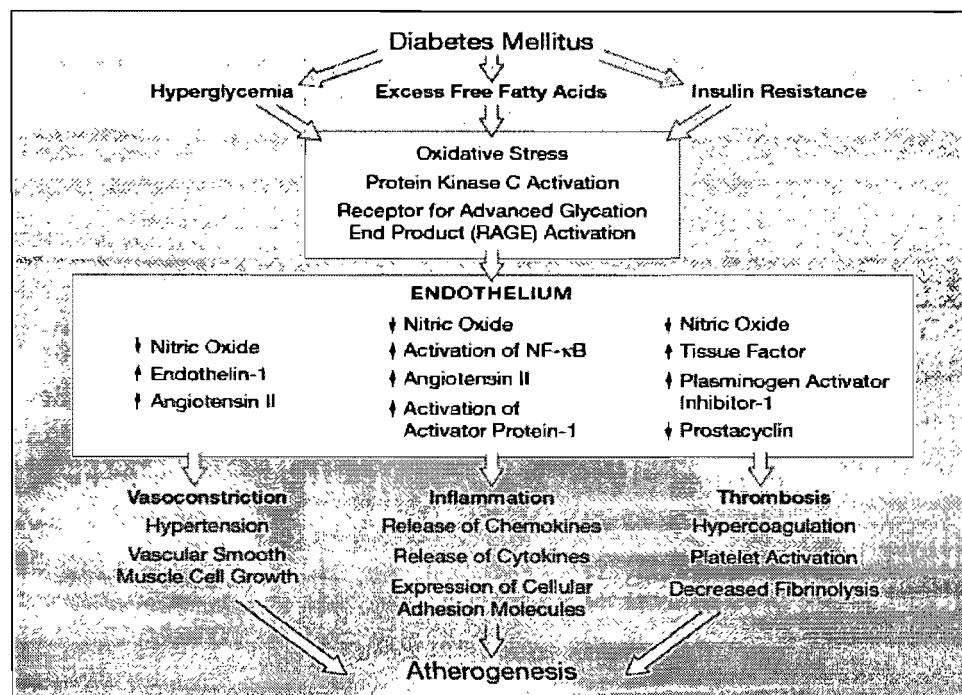 Diabetes Mellitus
Hyperglycemia
Excess Free Fatty Acids
Insulin Resistance
Oxidative Stress
Protein Kinase C Activation
Receptor for Advanced Glycation
End Product (RAGE) Activation
ENDOTHELIUM
Nitric Oxide
Endothelin-1
Angiotensin II
Nitric Oxide
Activation of NF-κB
Angiotensin II
Activation of
Activator Protein-1
Nitric Oxide
Tissue Factor
Plasminogen Activator
Inhibitor-1
Prostacyclin
Vasoconstriction
Hypertension
Vascular Smooth
Muscle Cell Growth
Inflammation
Release of Chemokines
Release of Cytokines
Expression of Cellular
Adhesion Molecules
Thrombosis
Hypercoagulation
Platelet Activation
Decreased Fibrinolysis
Atherogenesis